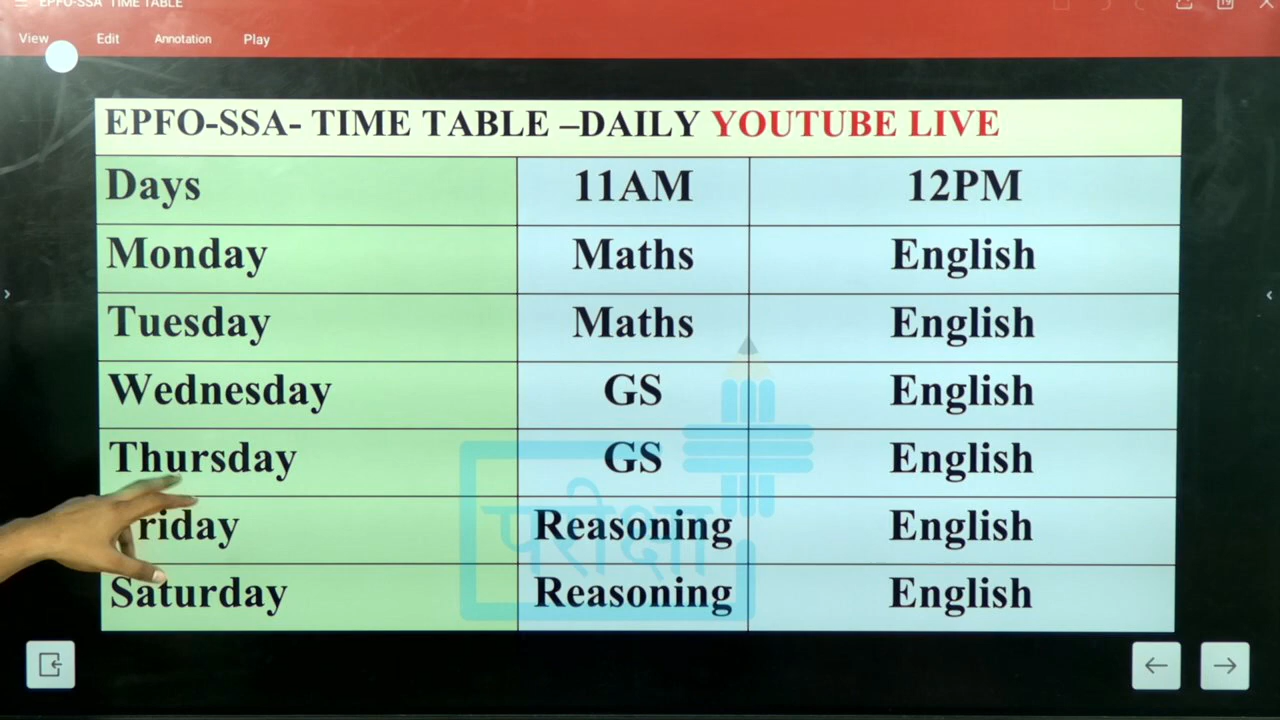 EPFO-SSA TIME TABLE
View Edit Annotation Play
EPFO-SSA- TIME TABLE –DAILY YOUTUBE LIVE
Days 11AM 12PM
Monday Maths English
Tuesday Maths English
Wednesday GS English
Thursday GS English
riday Reasoning English
Saturday Reasoning English
परीक्षा